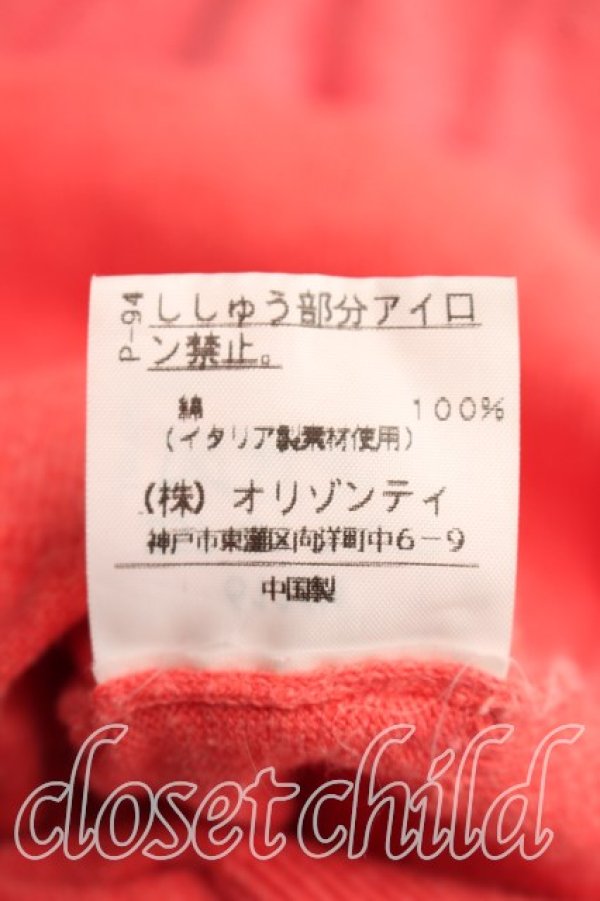 P-94
ししゅう部分アイロ
ン禁止。
綿 100%
(イタリア製素材使用)
(株) オリゾンティ
神戸市東灘区向洋町中6-9
中国製
closet child